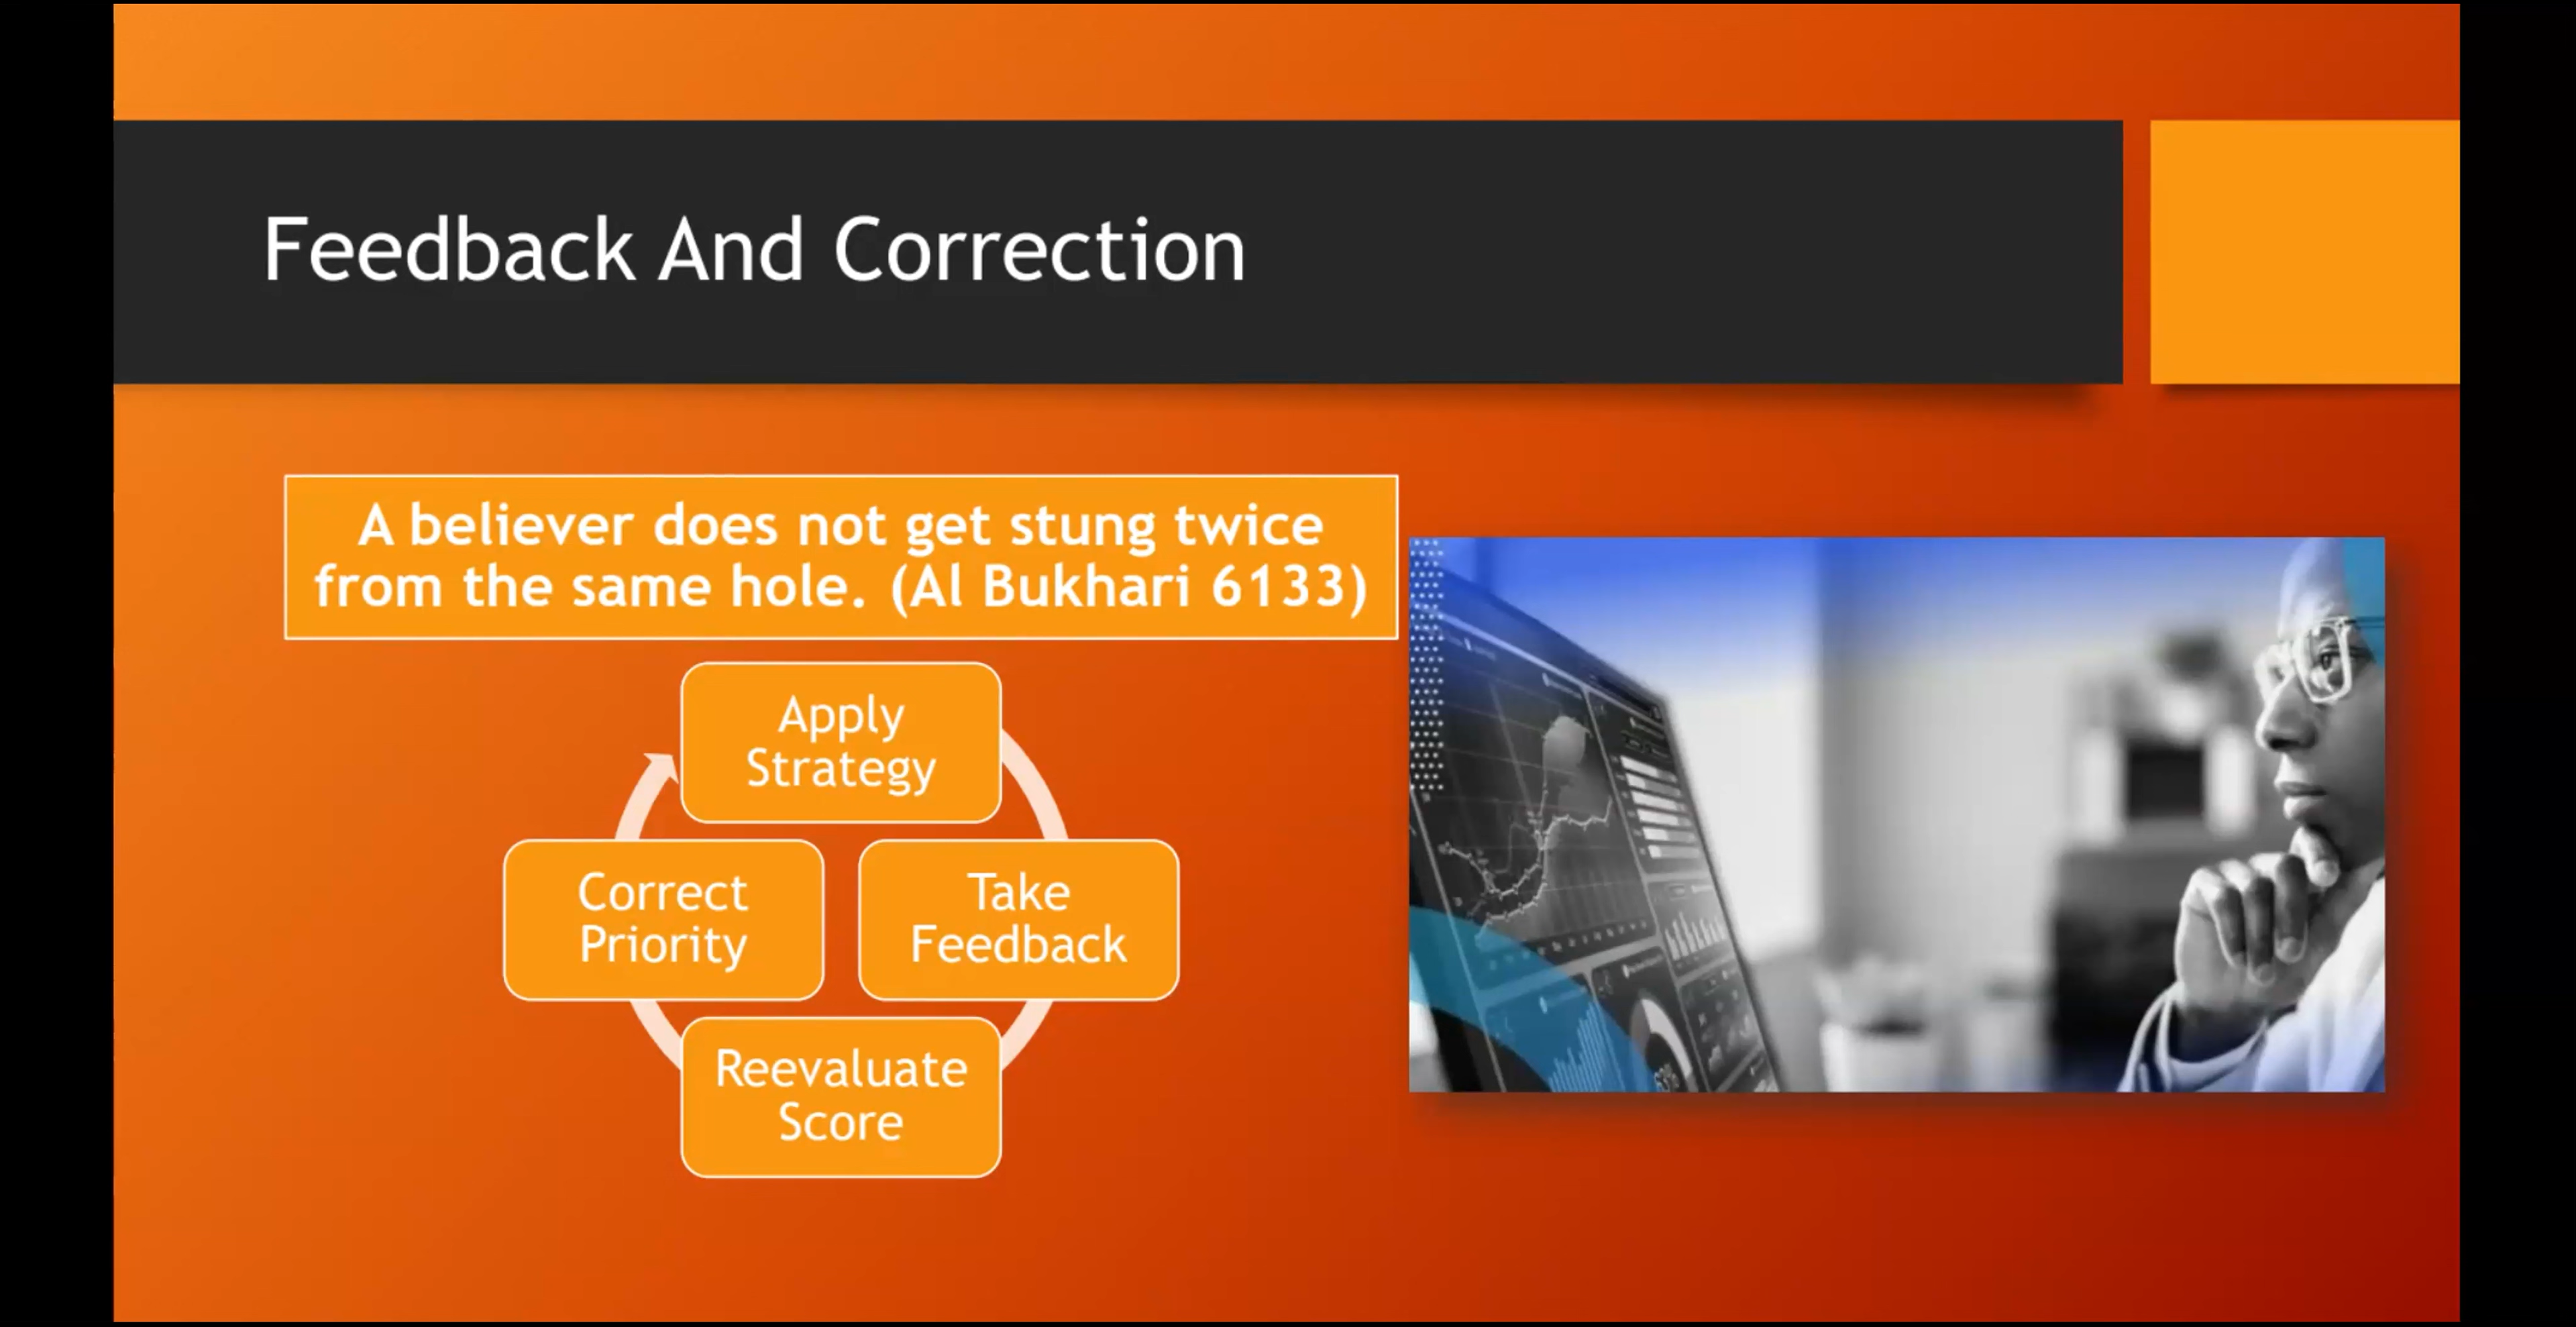 Feedback And Correction
A believer does not get stung twice
from the same hole. (Al Bukhari 6133)
Apply
Strategy
Take
Feedback
Reevaluate
Score
Correct
Priority
63%